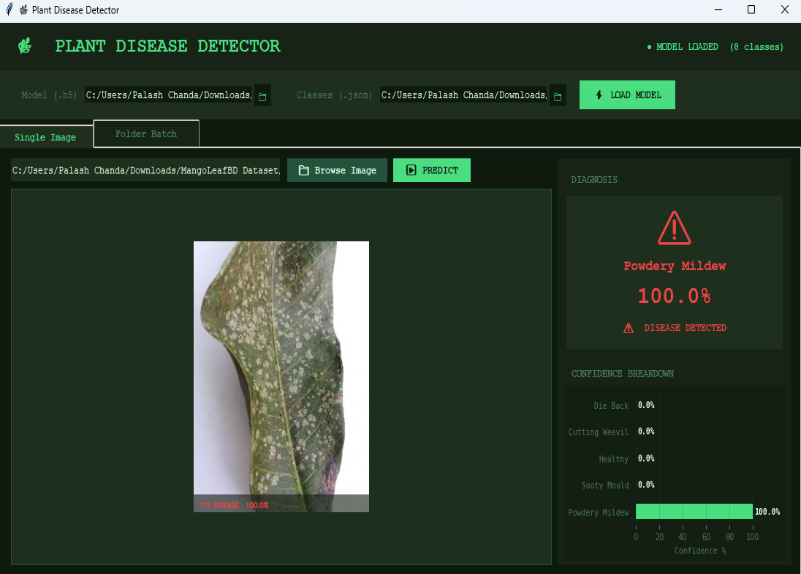 Plant Disease Detector
PLANT DISEASE DETECTOR
● MODEL LOADED (8 classes)
Model (.h5) C:/Users/Palash Chanda/Downloads,
Classes (.json) C:/Users/Palash Chanda/Downloads,
LOAD MODEL
Single Image
Folder Batch
C:/Users/Palash Chanda/Downloads/MangoLeafBD Dataset,
Browse Image
PREDICT
DIAGNOSIS
Powdery Mildew
100.0%
DISEASE DETECTED
CONFIDENCE BREAKDOWN
Die Back 0.0%
Cutting Weevil 0.0%
Healthy 0.0%
Sooty Mould 0.0%
Powdery Mildew 100.0%
0 20 40 60 80 100
Confidence %
??? DISEASE 100.0%